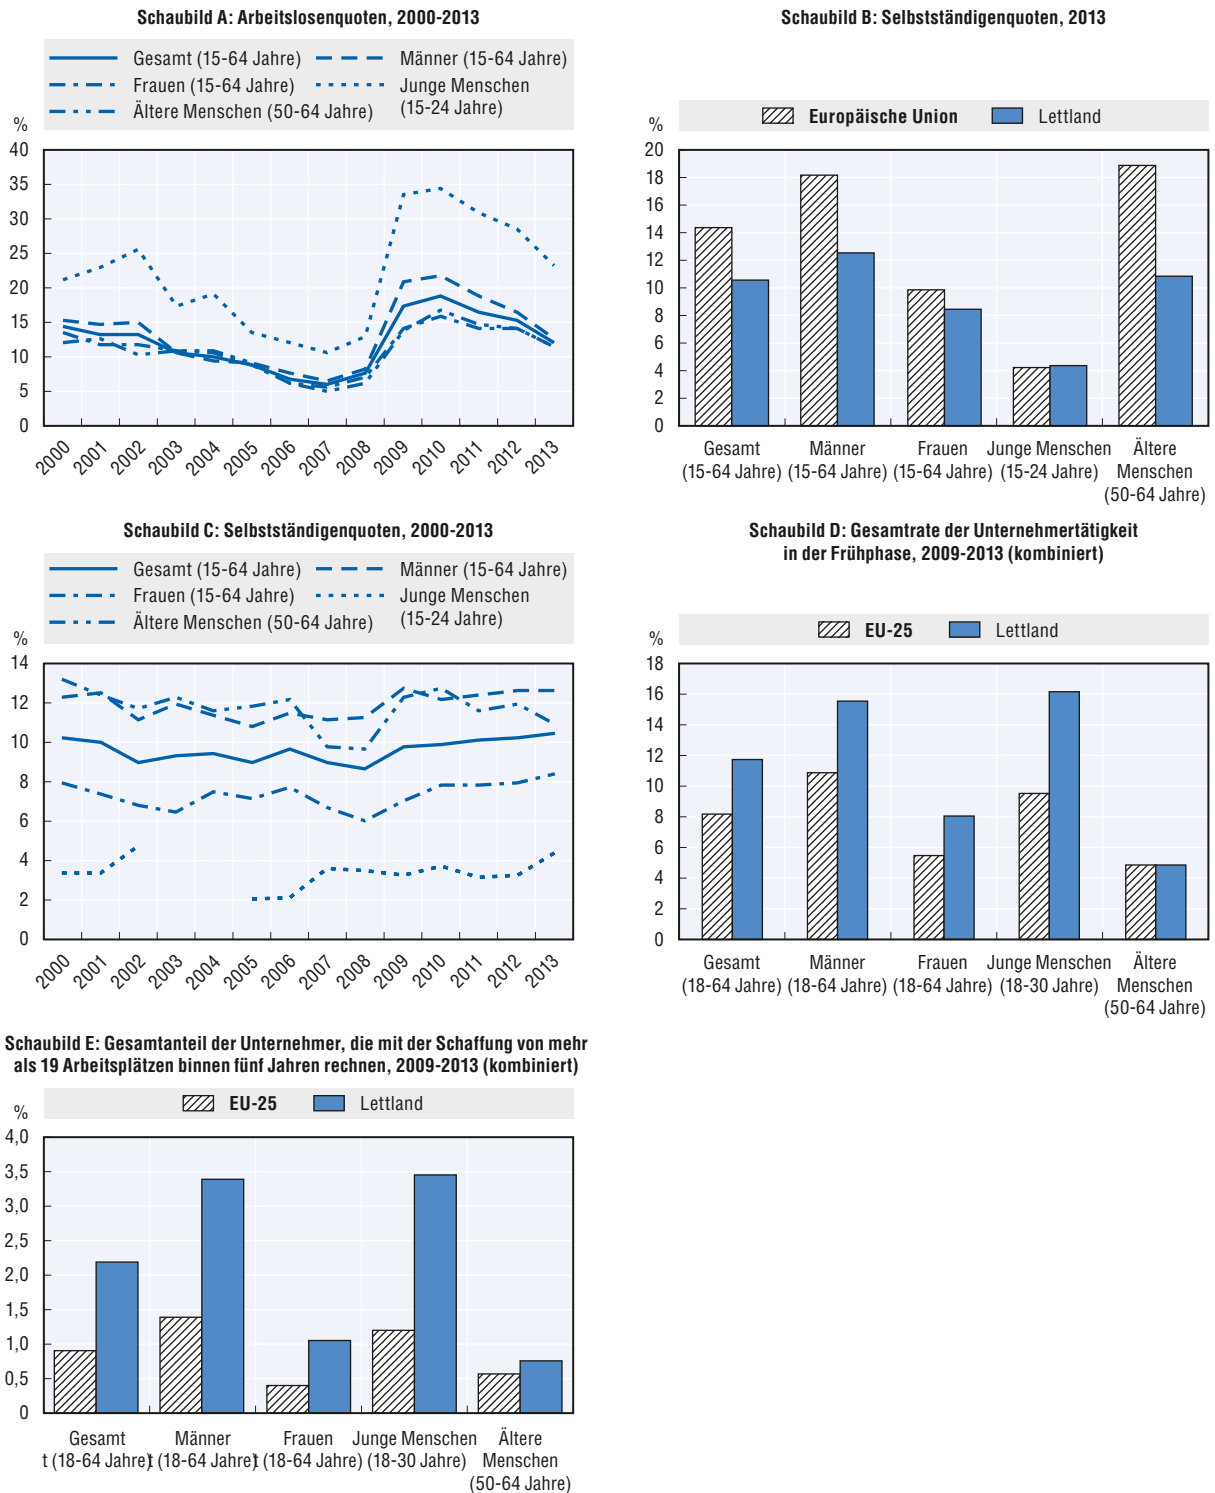 Schaubild A: Arbeitslosenquoten, 2000-2013
Gesamt (15-64 Jahre)
Männer (15-64 Jahre)
Frauen (15-64 Jahre)
Junge Menschen
(15-24 Jahre)
Ältere Menschen (50-64 Jahre)
%
40
35
30
25
20
15
10
5
0
2000
2001
2002
2003
2004
2005
2006
2007
2008
2009
2010
2011
2012
2013
Schaubild B: Selbstständigenquoten, 2013
Europäische Union
Lettland
%
20
18
16
14
12
10
8
6
4
2
0
Gesamt
(15-64 Jahre)
Männer
(15-64 Jahre)
Frauen
(15-64 Jahre)
Junge Menschen
(15-24 Jahre)
Ältere
Menschen
(50-64 Jahre)
Schaubild C: Selbstständigenquoten, 2000-2013
Gesamt (15-64 Jahre)
Männer (15-64 Jahre)
Frauen (15-64 Jahre)
Junge Menschen
(15-24 Jahre)
Ältere Menschen (50-64 Jahre)
%
14
12
10
8
6
4
2
0
2000
2001
2002
2003
2004
2005
2006
2007
2008
2009
2010
2011
2012
2013
Schaubild D: Gesamtrate der Unternehmertätigkeit
in der Frühphase, 2009-2013 (kombiniert)
EU-25
Lettland
%
18
16
14
12
10
8
6
4
2
0
Gesamt
(18-64 Jahre)
Männer
(18-64 Jahre)
Frauen
(18-64 Jahre)
Junge Menschen
(18-30 Jahre)
Ältere
Menschen
(50-64 Jahre)
Schaubild E: Gesamtanteil der Unternehmer, die mit der Schaffung von mehr
als 19 Arbeitsplätzen binnen fünf Jahren rechnen, 2009-2013 (kombiniert)
EU-25
Lettland
%
4,0
3,5
3,0
2,5
2,0
1,5
1,0
0,5
0
Gesamt
t (18-64 Jahre)
Männer
t (18-64 Jahre)
Frauen
t (18-64 Jahre)
Junge Menschen
(18-30 Jahre)
Ältere
Menschen
(50-64 Jahre)